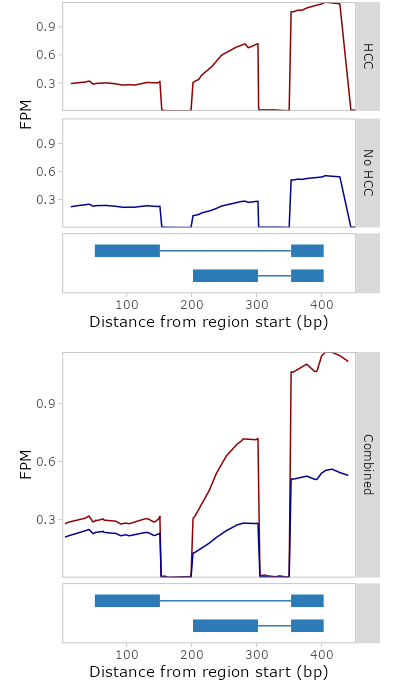 FPM
0.9
0.6
0.3
HCC
0.9
0.6
0.3
No HCC
100 200 300 400
Distance from region start (bp)
FPM
0.9
0.6
0.3
Combined
100 200 300 400
Distance from region start (bp)